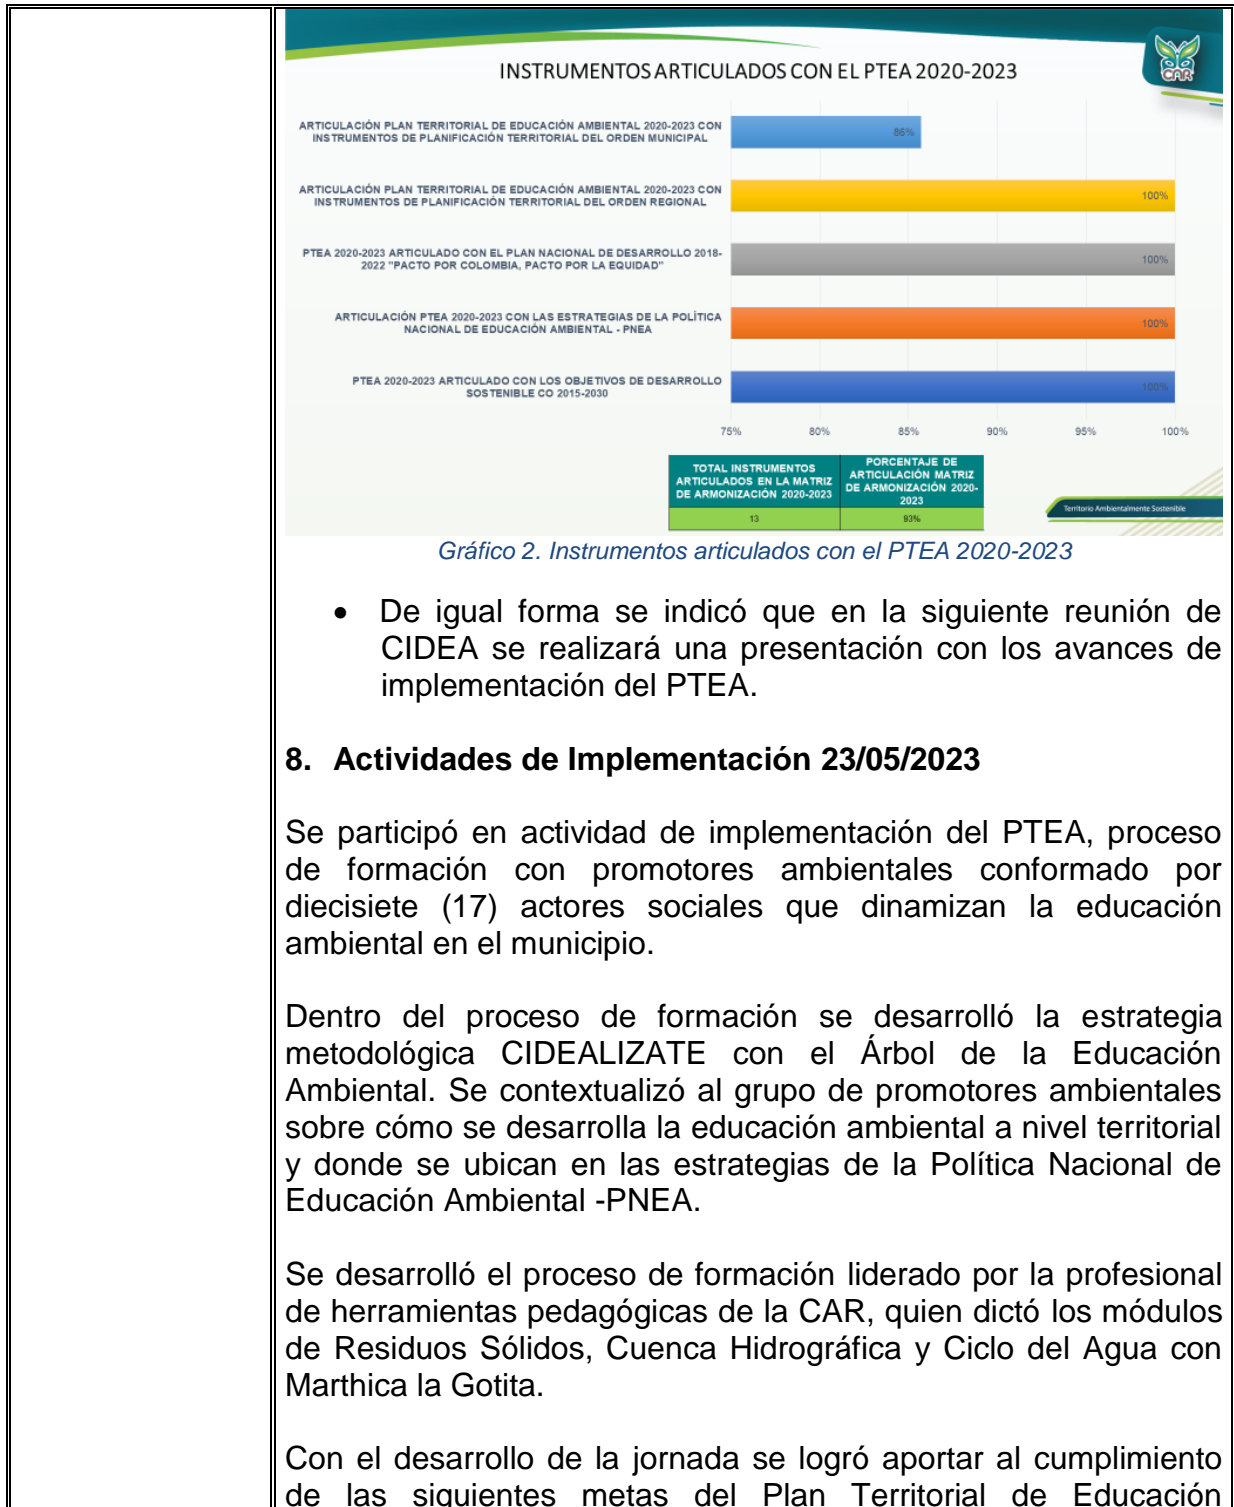 CAR
INSTRUMENTOS ARTICULADOS CON EL PTEA 2020-2023
ARTICULACIÓN PLAN TERRITORIAL DE EDUCACIÓN AMBIENTAL 2020-2023 CON
INSTRUMENTOS DE PLANIFICACIÓN TERRITORIAL DEL ORDEN MUNICIPAL
86%
ARTICULACIÓN PLAN TERRITORIAL DE EDUCACIÓN AMBIENTAL 2020-2023 CON
INSTRUMENTOS DE PLANIFICACIÓN TERRITORIAL DEL ORDEN REGIONAL
100%
PTEA 2020-2023 ARTICULADO CON EL PLAN NACIONAL DE DESARROLLO 2018-
2022 "PACTO POR COLOMBIA, PACTO POR LA EQUIDAD"
100%
ARTICULACIÓN PTEA 2020-2023 CON LAS ESTRATEGIAS DE LA POLÍTICA
NACIONAL DE EDUCACIÓN AMBIENTAL - PNEA
100%
PTEA 2020-2023 ARTICULADO CON LOS OBJETIVOS DE DESARROLLO
SOSTENIBLE CO 2015-2030
100%
75% 80% 85% 90% 95% 100%
TOTAL INSTRUMENTOS
ARTICULADOS EN LA MATRIZ
DE ARMONIZACIÓN 2020-2023
PORCENTAJE DE
ARTICULACIÓN MATRIZ
DE ARMONIZACIÓN 2020-
2023
13 93%
Territorio Ambientalmente Sostenible
Gráfico 2. Instrumentos articulados con el PTEA 2020-2023
• De igual forma se indicó que en la siguiente reunión de
CIDEA se realizará una presentación con los avances de
implementación del PTEA.
8. Actividades de Implementación 23/05/2023
Se participó en actividad de implementación del PTEA, proceso
de formación con promotores ambientales conformado por
diecisiete (17) actores sociales que dinamizan la educación
ambiental en el municipio.
Dentro del proceso de formación se desarrolló la estrategia
metodológica CIDEALIZATE con el Árbol de la Educación
Ambiental. Se contextualizó al grupo de promotores ambientales
sobre cómo se desarrolla la educación ambiental a nivel territorial
y donde se ubican en las estrategias de la Política Nacional de
Educación Ambiental -PNEA.
Se desarrolló el proceso de formación liderado por la profesional
de herramientas pedagógicas de la CAR, quien dictó los módulos
de Residuos Sólidos, Cuenca Hidrográfica y Ciclo del Agua con
Marthica la Gotita.
Con el desarrollo de la jornada se logró aportar al cumplimiento
de las siguientes metas del Plan Territorial de Educación